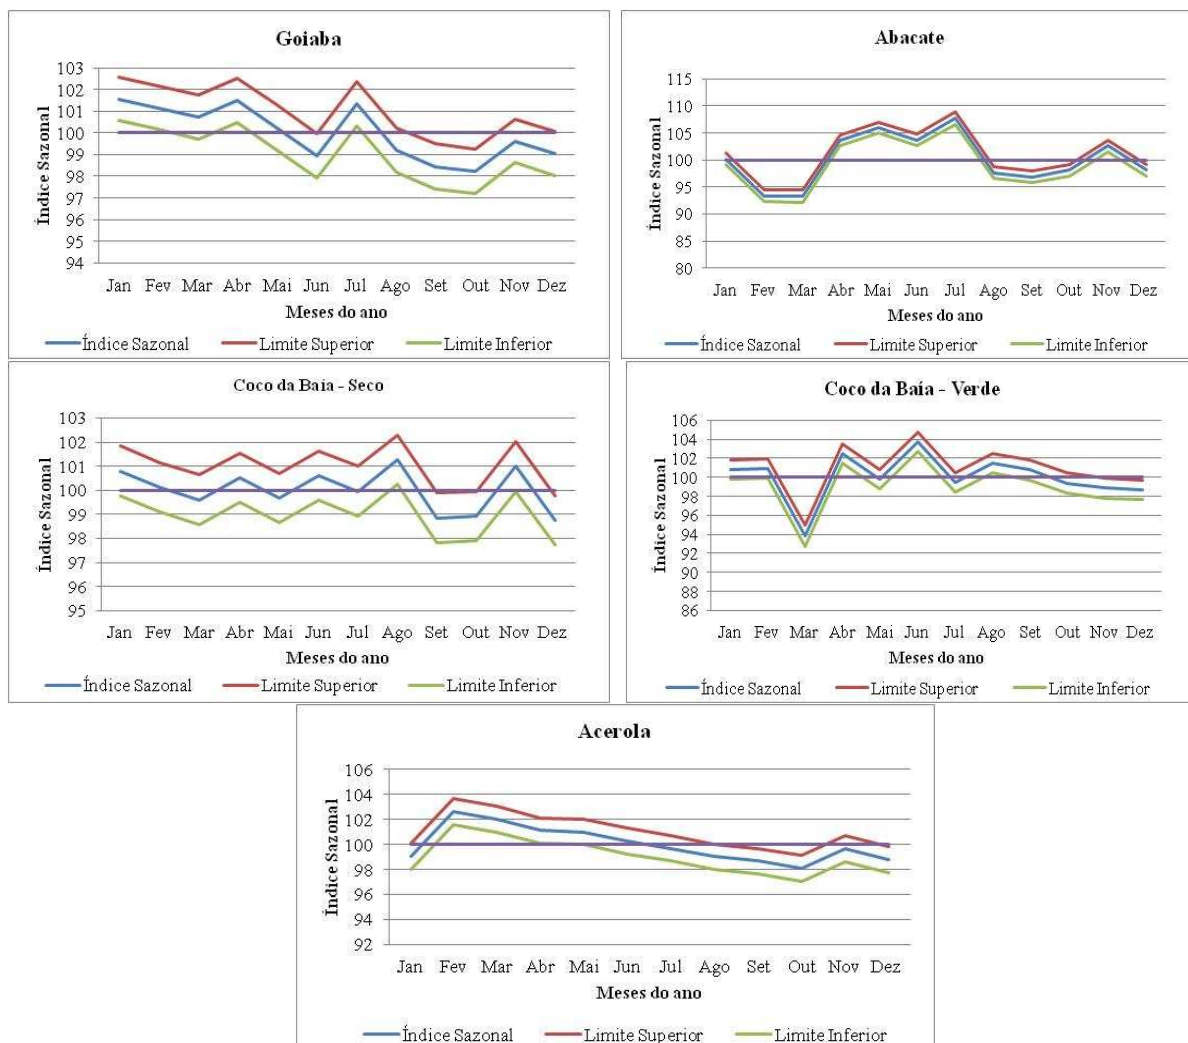 Goiaba
Índice Sazonal
103
102
101
100
99
98
97
96
95
94
Jan Fev Mar Abr Mai Jun Jul Ago Set Out Nov Dez
Meses do ano
Índice Sazonal Limite Superior Limite Inferior
Abacate
Índice Sazonal
115
110
105
100
95
90
85
80
Jan Fev Mar Abr Mai Jun Jul Ago Set Out Nov Dez
Meses do ano
Índice Sazonal Limite Superior Limite Inferior
Coco da Baía - Seco
Índice Sazonal
103
102
101
100
99
98
97
96
95
Jan Fev Mar Abr Mai Jun Jul Ago Set Out Nov Dez
Meses do ano
Índice Sazonal Limite Superior Limite Inferior
Coco da Baía - Verde
Índice Sazonal
106
104
102
100
98
96
94
92
90
88
86
Jan Fev Mar Abr Mai Jun Jul Ago Set Out Nov Dez
Meses do ano
Índice Sazonal Limite Superior Limite Inferior
Acerola
Índice Sazonal
106
104
102
100
98
96
94
92
Jan Fev Mar Abr Mai Jun Jul Ago Set Out Nov Dez
Meses do ano
Índice Sazonal Limite Superior Limite Inferior